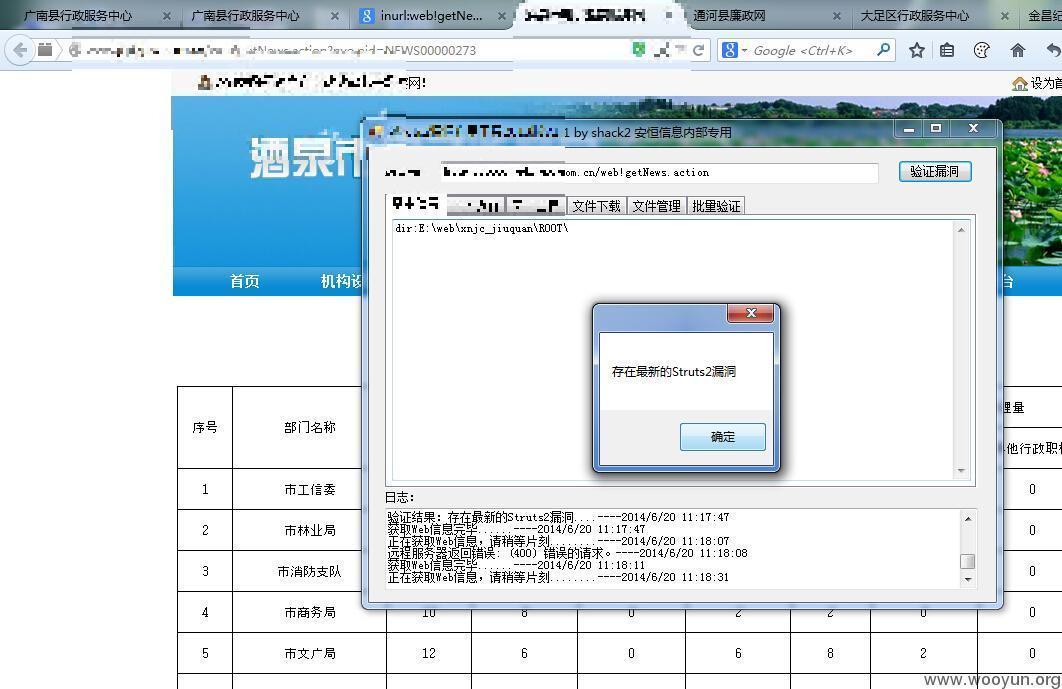 广南县行政服务中心
广南县行政服务中心
inurl:web!getNe...
通河县廉政网
大足区行政服务中心
etNews.action?
id=NEWS00000273
Google <Ctrl+K>
网!
设为首
酒泉市
1 by shack2 安恒信息内部专用
om.cn/web!getNews.action
验证漏洞
文件下载 文件管理 批量验证
dir:E:\web\xnjc_jiuquan\ROOT\
首页 机构设
台
存在最新的Struts2漏洞
确定
日志:
验证结果: 存在最新的Struts2漏洞....----2014/6/20 11:17:47
获取Web信息完毕......----2014/6/20 11:17:47
正在获取Web信息，请稍等片刻........----2014/6/20 11:18:07
远程服务器返回错误: (400) 错误的请求。----2014/6/20 11:18:08
获取Web信息完毕......----2014/6/20 11:18:11
正在获取Web信息，请稍等片刻........----2014/6/20 11:18:31
序号 部门名称
理量
他行政职权
1 市工信委 0
2 市林业局 0
3 市消防支队 0
4 市商务局 10 8 0 2 2 0 0
5 市文广局 12 6 0 6 8 2 0
www.wooyun.org